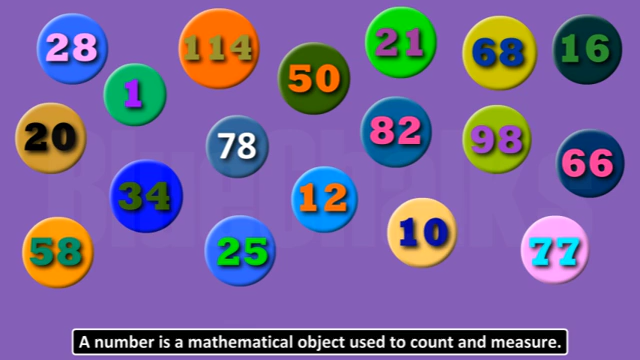 28 114 21 68 16
1 50
20 78 82 98 66
34 12
58 25 10 77
BlueChalks
A number is a mathematical object used to count and measure.